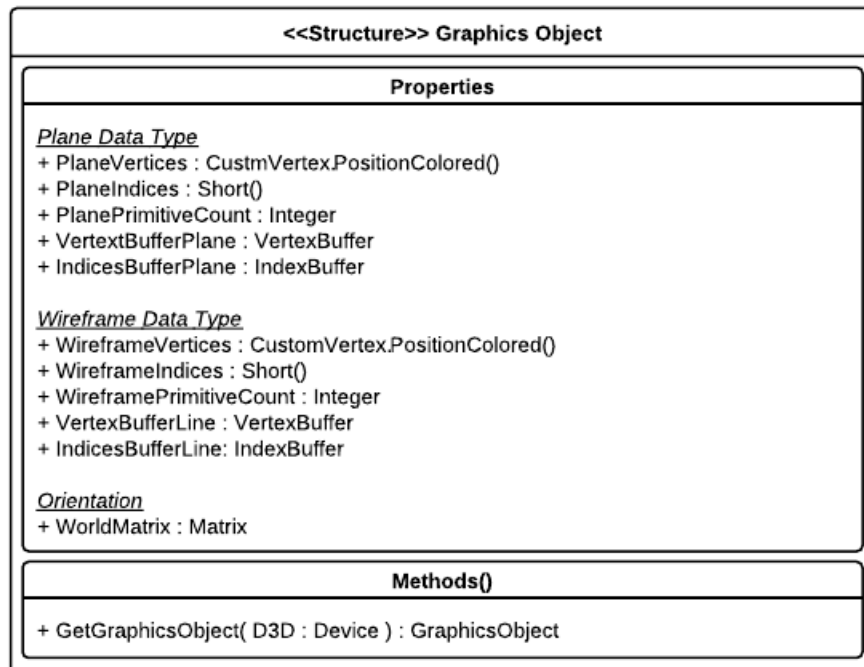 <<Structure>> Graphics Object
Properties
Plane Data Type
+ PlaneVertices : CustmVertex.PositionColored()
+ PlaneIndices : Short()
+ PlanePrimitiveCount : Integer
+ VertextBufferPlane : VertexBuffer
+ IndicesBufferPlane : IndexBuffer
Wireframe Data Type
+ WireframeVertices : CustomVertex.PositionColored()
+ WireframeIndices : Short()
+ WireframePrimitiveCount : Integer
+ VertexBufferLine : VertexBuffer
+ IndicesBufferLine: IndexBuffer
Orientation
+ WorldMatrix : Matrix
Methods()
+ GetGraphicsObject( D3D : Device ) : GraphicsObject